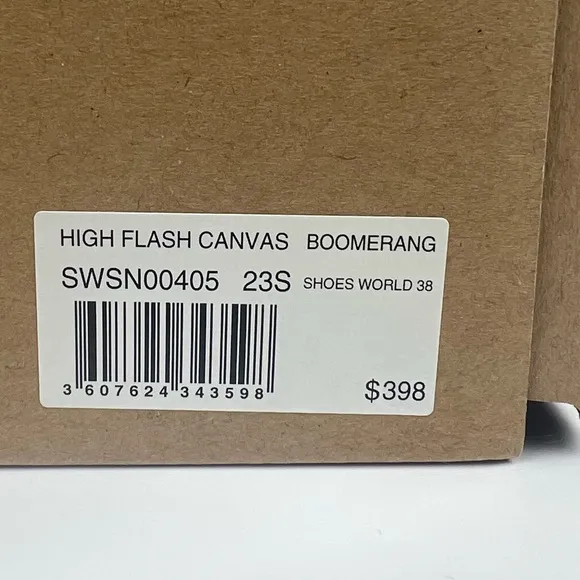 HIGH FLASH CANVAS BOOMERANG
SWSN00405 23S SHOES WORLD 38
3 607624 343598
$398